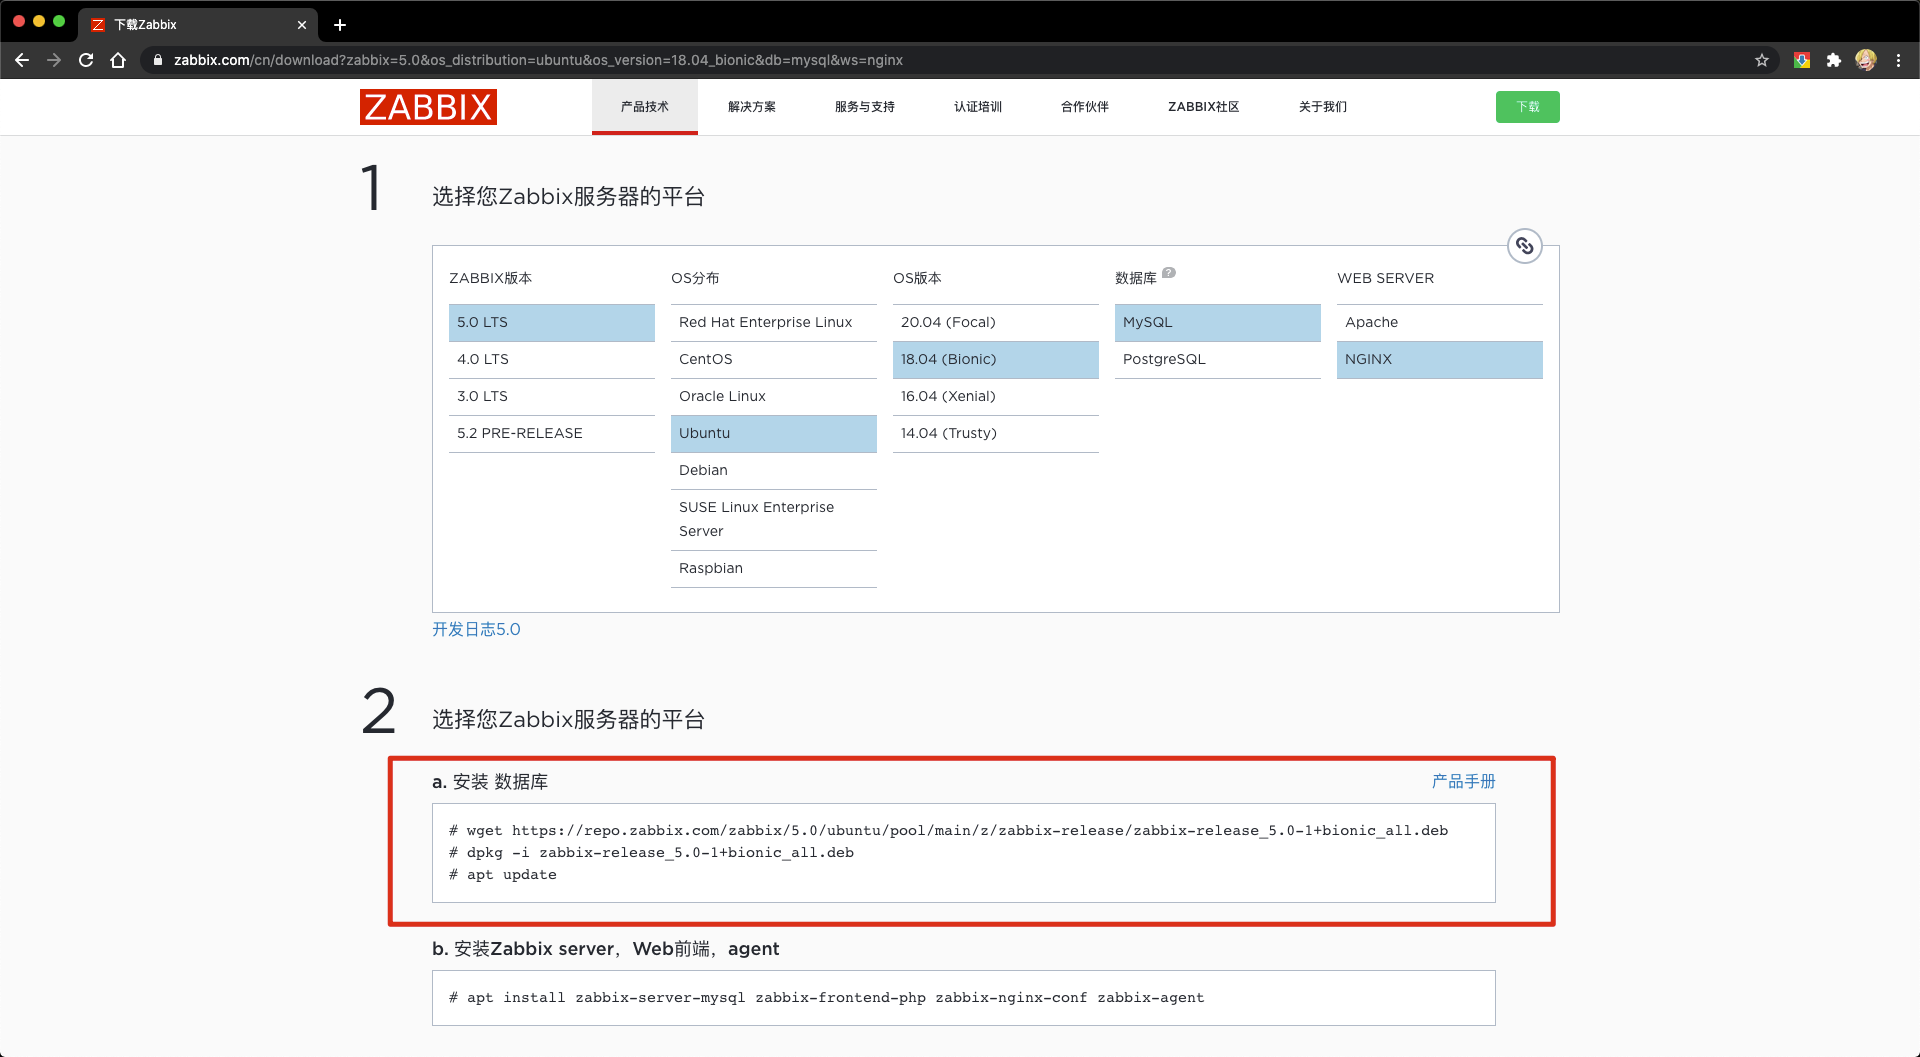 下载Zabbix
zabbix.com/cn/download?zabbix=5.0&os_distribution=ubuntu&os_version=18.04_bionic&db=mysql&ws=nginx
ZABBIX
产品技术
解决方案
服务与支持
认证培训
合作伙伴
ZABBIX社区
关于我们
下载
1
选择您Zabbix服务器的平台
ZABBIX版本
5.0 LTS
4.0 LTS
3.0 LTS
5.2 PRE-RELEASE
OS分布
Red Hat Enterprise Linux
CentOS
Oracle Linux
Ubuntu
Debian
SUSE Linux Enterprise
Server
Raspbian
OS版本
20.04 (Focal)
18.04 (Bionic)
16.04 (Xenial)
14.04 (Trusty)
数据库 ?
MySQL
PostgreSQL
WEB SERVER
Apache
NGINX
开发日志5.0
2
选择您Zabbix服务器的平台
a. 安装 数据库
产品手册
# wget https://repo.zabbix.com/zabbix/5.0/ubuntu/pool/main/z/zabbix-release/zabbix-release_5.0-1+bionic_all.deb
# dpkg -i zabbix-release_5.0-1+bionic_all.deb
# apt update
b. 安装Zabbix server，Web前端，agent
# apt install zabbix-server-mysql zabbix-frontend-php zabbix-nginx-conf zabbix-agent